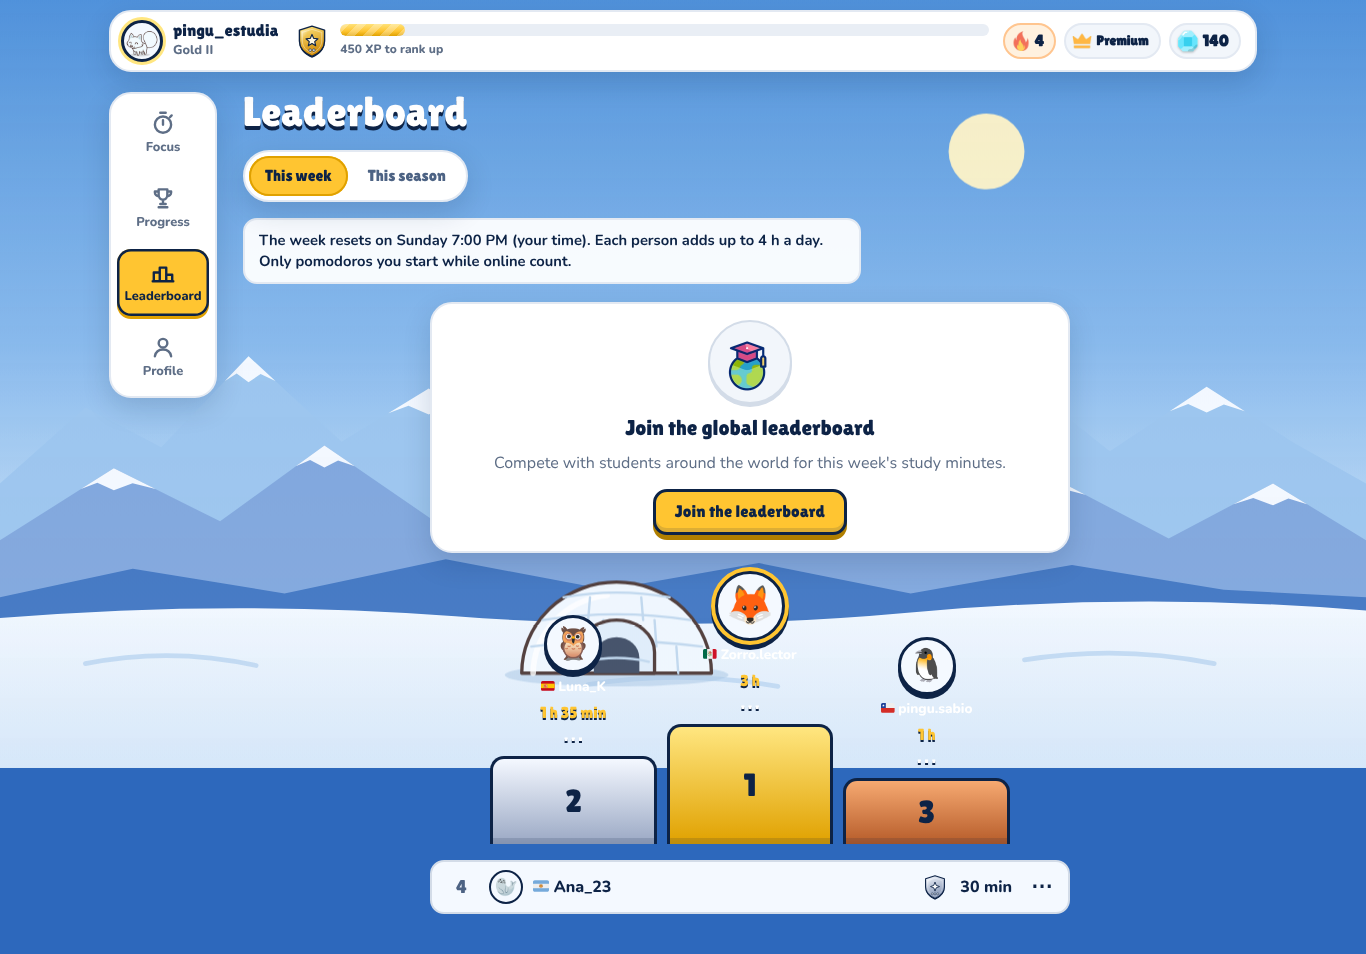 pingu_estudia
Gold II
450 XP to rank up
4
Premium
140
Focus
Progress
Leaderboard
Profile
Leaderboard
This week
This season
The week resets on Sunday 7:00 PM (your time). Each person adds up to 4 h a day.
Only pomodoros you start while online count.
Join the global leaderboard
Compete with students around the world for this week's study minutes.
Join the leaderboard
Luna_K
1 h 35 min
...
2
Zorro.lector
3 h
...
1
pingu.sabio
1 h
...
3
4 Ana_23 30 min ...